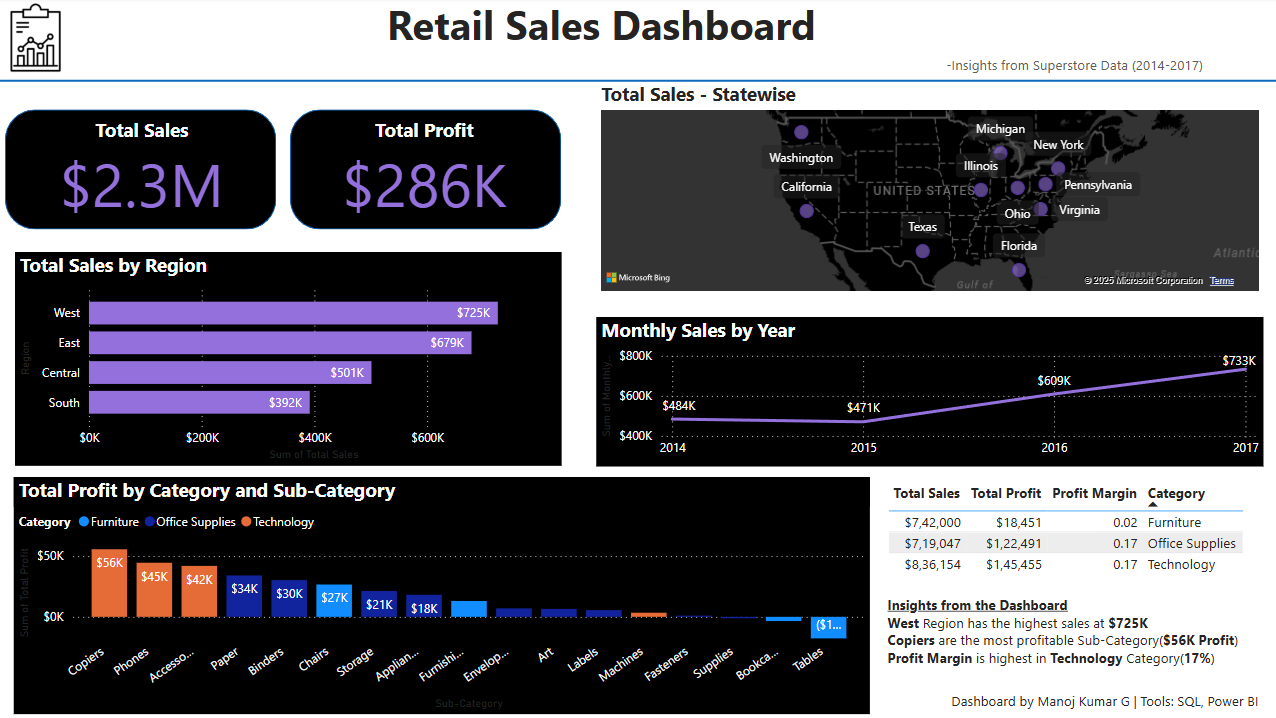 Retail Sales Dashboard
-Insights from Superstore Data (2014-2017)
Total Sales
$2.3M
Total Profit
$286K
Total Sales - Statewise
Washington
California
Texas
Michigan
Illinois
New York
Pennsylvania
Ohio
Virginia
Florida
UNITED STATES
Atlantic
Sargasso Sea
Gulf of
Microsoft Bing
© 2025 Microsoft Corporation Terms
Total Sales by Region
Region
West $725K
East $679K
Central $501K
South $392K
$0K $200K $400K $600K
Sum of Total Sales
Monthly Sales by Year
Sum of Monthly...
$800K
$600K
$400K
$484K $471K $609K $733K
2014 2015 2016 2017
Total Profit by Category and Sub-Category
Category Furniture Office Supplies Technology
Sum of Total Profit
$50K
$0K
$56K $45K $42K $34K $30K $27K $21K $18K ($1...
Copiers Phones Accesso... Paper Binders Chairs Storage Applian... Furnishi... Envelop... Art Labels Machines Fasteners Supplies Bookca... Tables
Sub-Category
Total Sales Total Profit Profit Margin Category
$7,42,000 $18,451 0.02 Furniture
$7,19,047 $1,22,491 0.17 Office Supplies
$8,36,154 $1,45,455 0.17 Technology
Insights from the Dashboard
West Region has the highest sales at $725K
Copiers are the most profitable Sub-Category($56K Profit)
Profit Margin is highest in Technology Category(17%)
Dashboard by Manoj Kumar G | Tools: SQL, Power BI